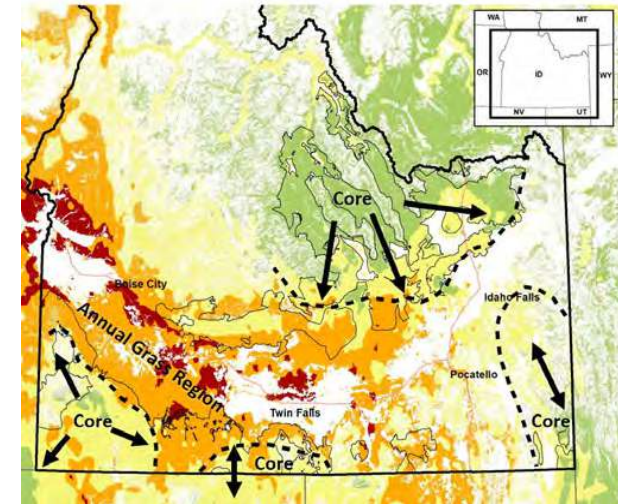 WA
MT
OR
ID
WY
NV
UT
Core
Boise City
Idaho Falls
Annual Grass Region
Pocatello
Twin Falls
Core
Core
Core